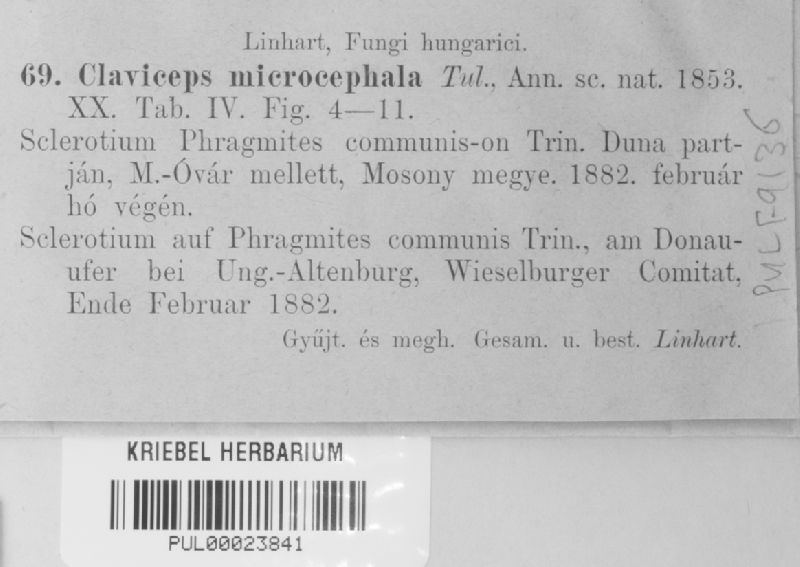 Linhart, Fungi hungarici.
69. Claviceps microcephala Tul., Ann. sc. nat. 1853.
XX. Tab. IV. Fig. 4—11.
Sclerotium Phragmites communis-on Trin. Duna part-
ján, M.-Óvár mellett, Mosony megye. 1882. február
hó végén.
Sclerotium auf Phragmites communis Trin., am Donau-
ufer bei Ung.-Altenburg, Wieselburger Comitat,
Ende Februar 1882.
Gyűjt. és megh. Gesam. u. best. Linhart.
PUL F9136
KRIEBEL HERBARIUM
PUL00023841